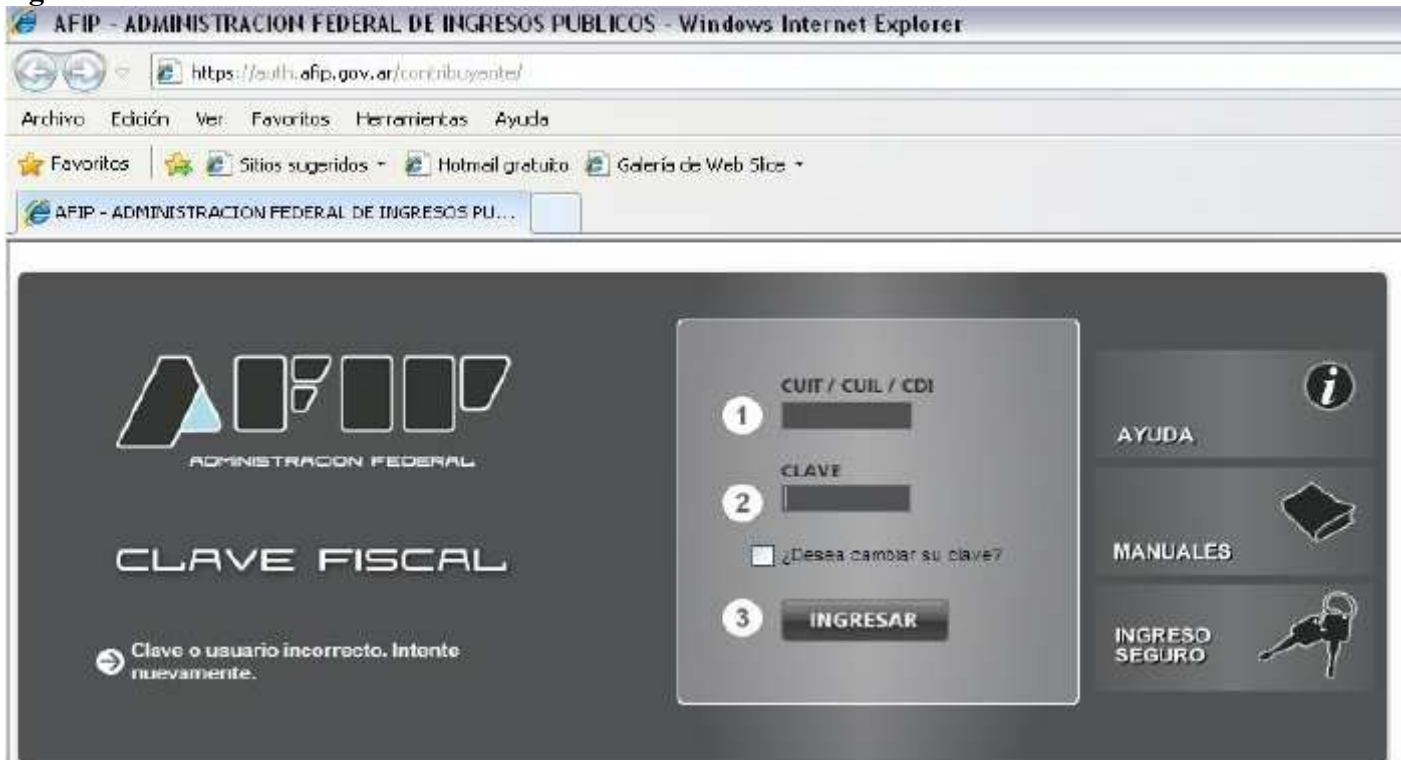 AFIP - ADMINISTRACION FEDERAL DE INGRESOS PUBLICOS - Windows Internet Explorer
https://auth.afip.gov.ar/contribuyente/
Archivo Edición Ver Favoritos Herramientas Ayuda
Favoritos Sitios sugeridos Hotmail gratuito Galería de Web Slice
AFIP - ADMINISTRACION FEDERAL DE INGRESOS PU...
AFIP
ADMINISTRACION FEDERAL
CLAVE FISCAL
Clave o usuario incorrecto. Intente
nuevamente.
CUIT / CUIL / CDI
1
CLAVE
2
¿Desea cambiar su clave?
3 INGRESAR
i
AYUDA
MANUALES
INGRESO
SEGURO